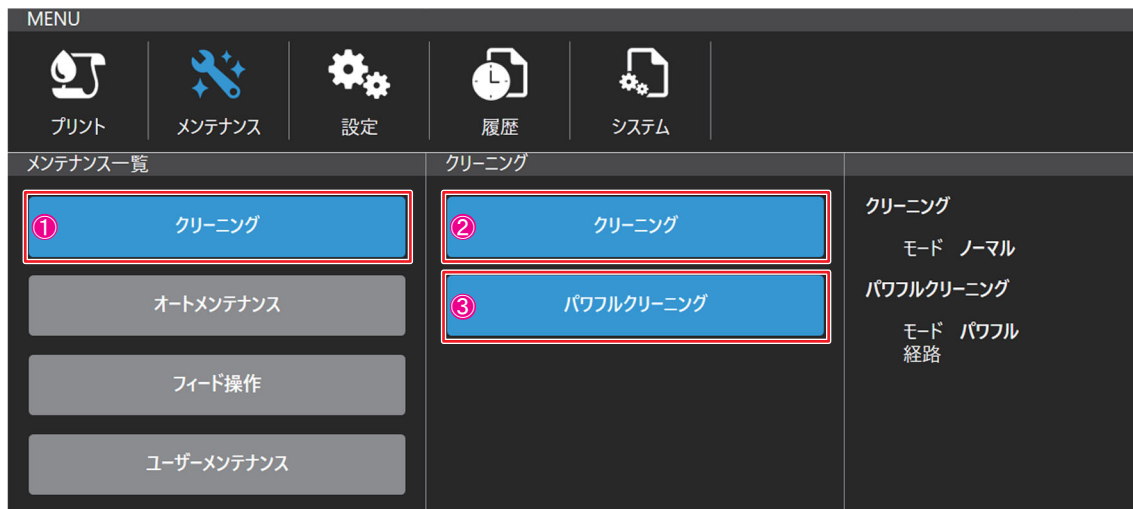 MENU
プリント
メンテナンス
設定
履歴
システム
メンテナンス一覧
クリーニング
① クリーニング
オートメンテナンス
フィード操作
ユーザーメンテナンス
② クリーニング
③ パワフルクリーニング
クリーニング
モード ノーマル
パワフルクリーニング
モード パワフル
経路